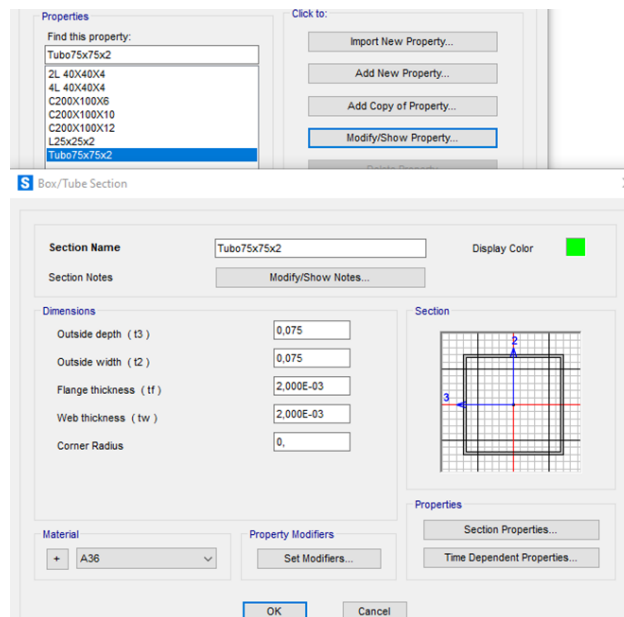 Properties
Click to:
Find this property:
Tubo75x75x2
2L 40X40X4
4L 40X40X4
C200X100X6
C200X100X10
C200X100X12
L25x25x2
Tubo75x75x2
Import New Property...
Add New Property...
Add Copy of Property...
Modify/Show Property...
Delete Property
S Box/Tube Section
Section Name
Tubo75x75x2
Display Color
Section Notes
Modify/Show Notes...
Dimensions
Outside depth ( t3 )
0,075
Outside width ( t2 )
0,075
Flange thickness ( tf )
2,000E-03
Web thickness ( tw )
2,000E-03
Corner Radius
0,
Section
2
3
Properties
Section Properties...
Time Dependent Properties...
Material
+ A36
Property Modifiers
Set Modifiers...
OK Cancel